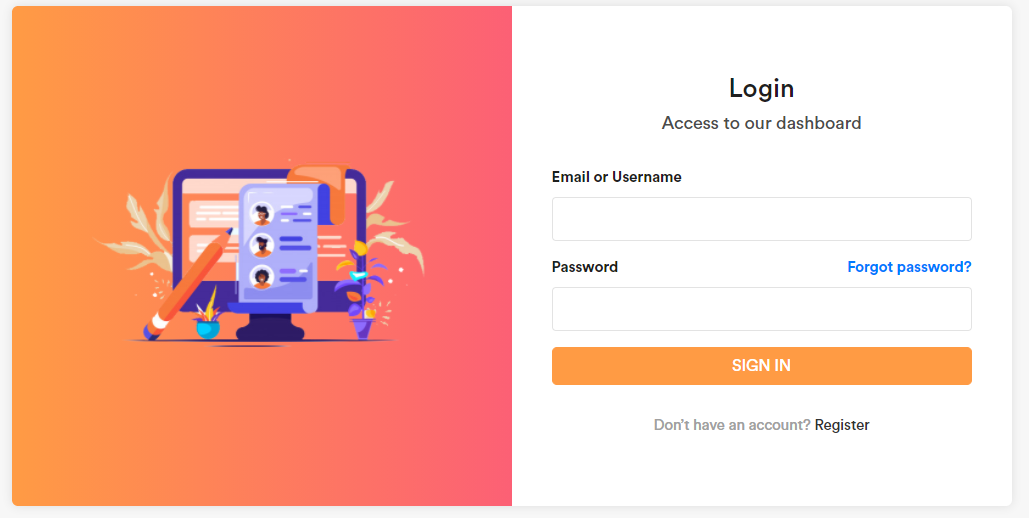 Login
Access to our dashboard
Email or Username
Password Forgot password?
SIGN IN
Don't have an account? Register